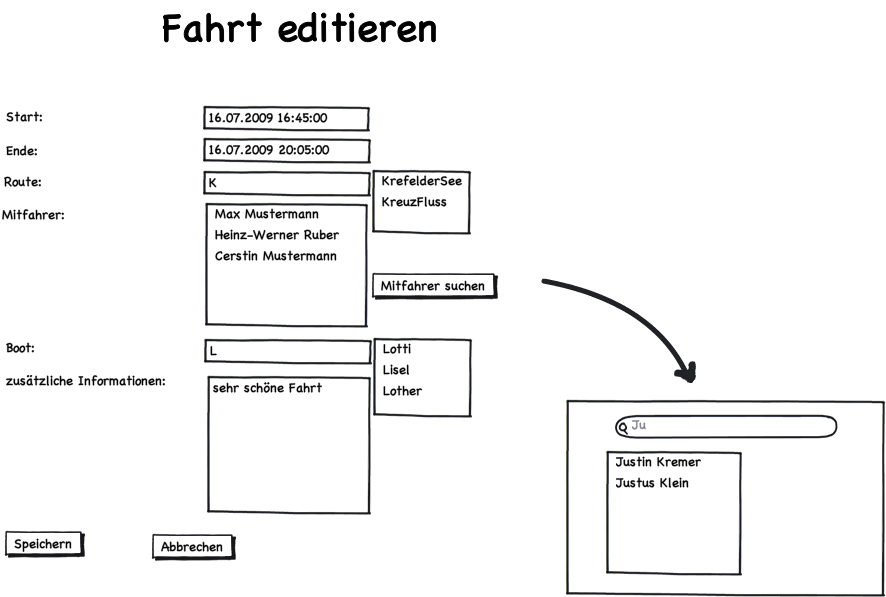 Fahrt editieren
Start: 16.07.2009 16:45:00
Ende: 16.07.2009 20:05:00
Route: K
KrefelderSee
KreuzFluss
Mitfahrer:
Max Mustermann
Heinz-Werner Ruber
Cerstin Mustermann
Mitfahrer suchen
Boot: L
Lotti
Lisel
Lother
zusätzliche Informationen:
sehr schöne Fahrt
Speichern
Abbrechen
Ju
Justin Kremer
Justus Klein